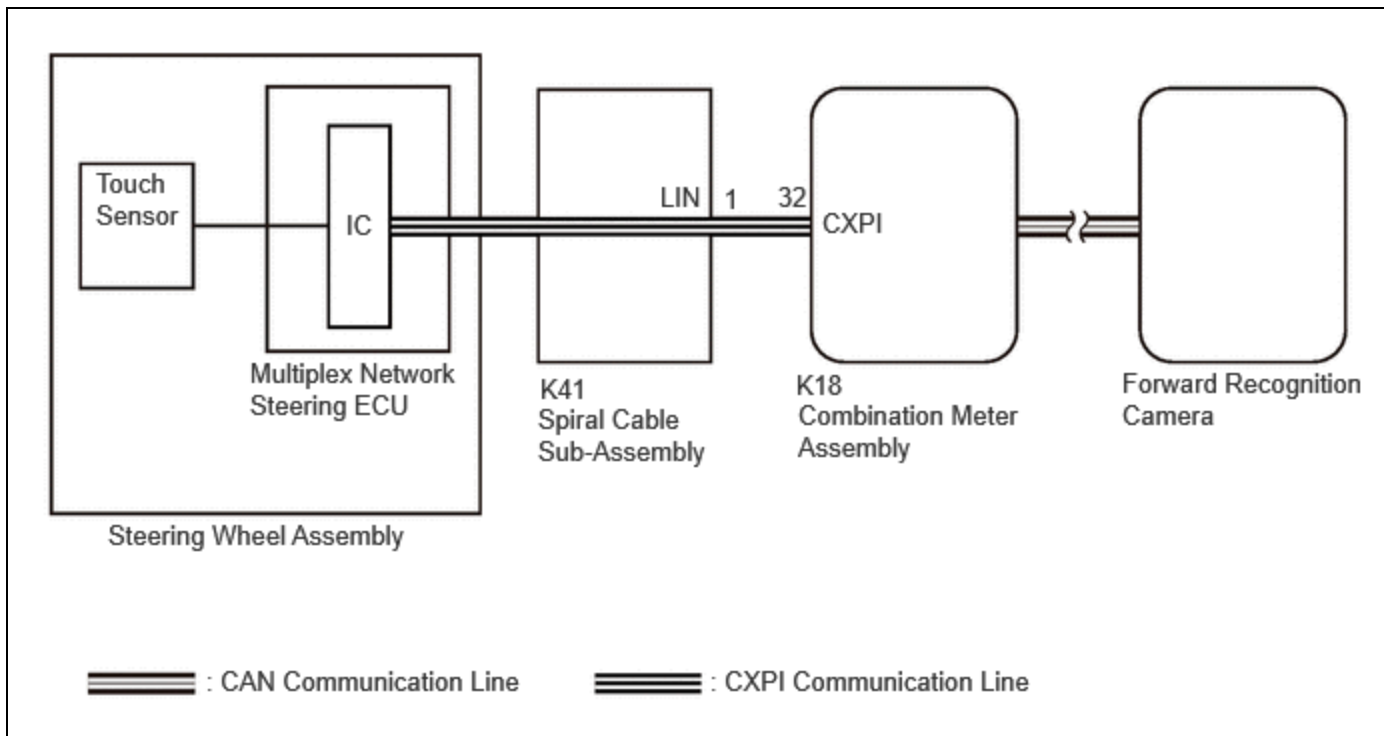 Touch
Sensor
IC
LIN 1 32
CXPI
Multiplex Network
Steering ECU
K41
Spiral Cable
Sub-Assembly
K18
Combination Meter
Assembly
Forward Recognition
Camera
Steering Wheel Assembly
: CAN Communication Line
: CXPI Communication Line